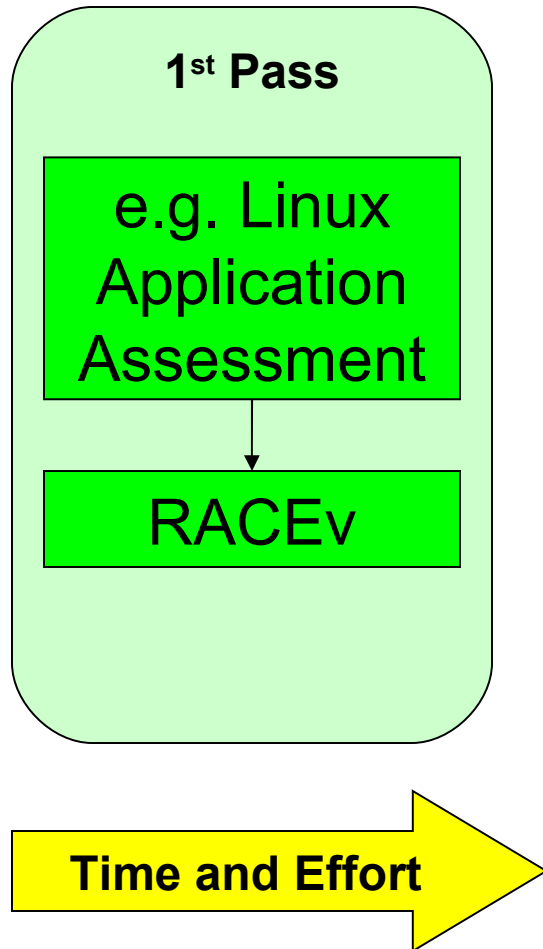 1st Pass
e.g. Linux
Application
Assessment
RACEv
Time and Effort